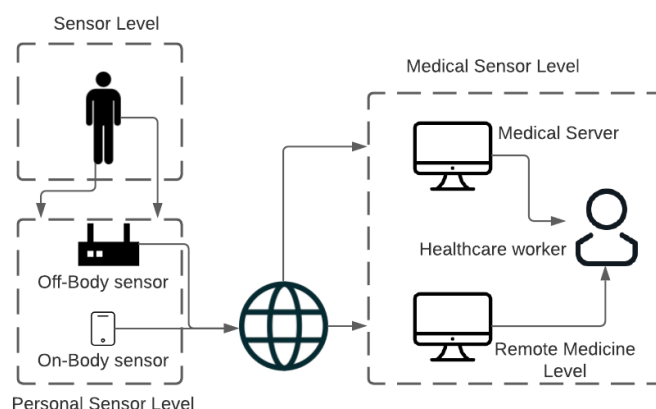 Sensor Level
Medical Sensor Level
Medical Server
Healthcare worker
Off-Body sensor
On-Body sensor
Remote Medicine
Level
Personal Sensor Level